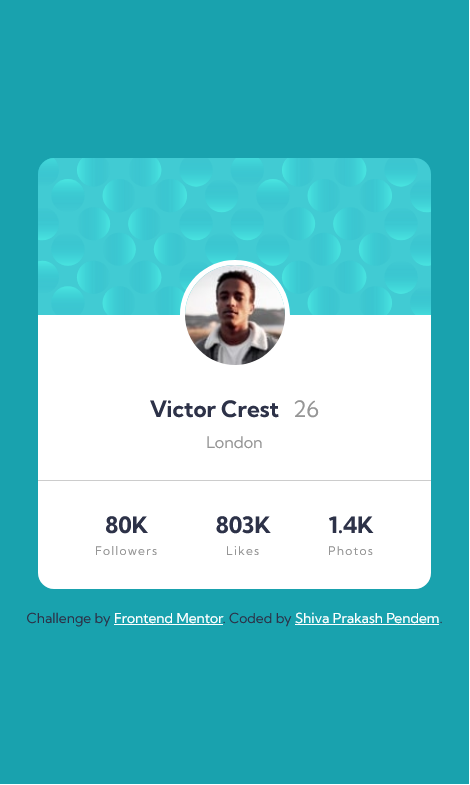 Victor Crest 26
London
80K 803K 1.4K
Followers Likes Photos
Challenge by Frontend Mentor. Coded by Shiva Prakash Pendem.